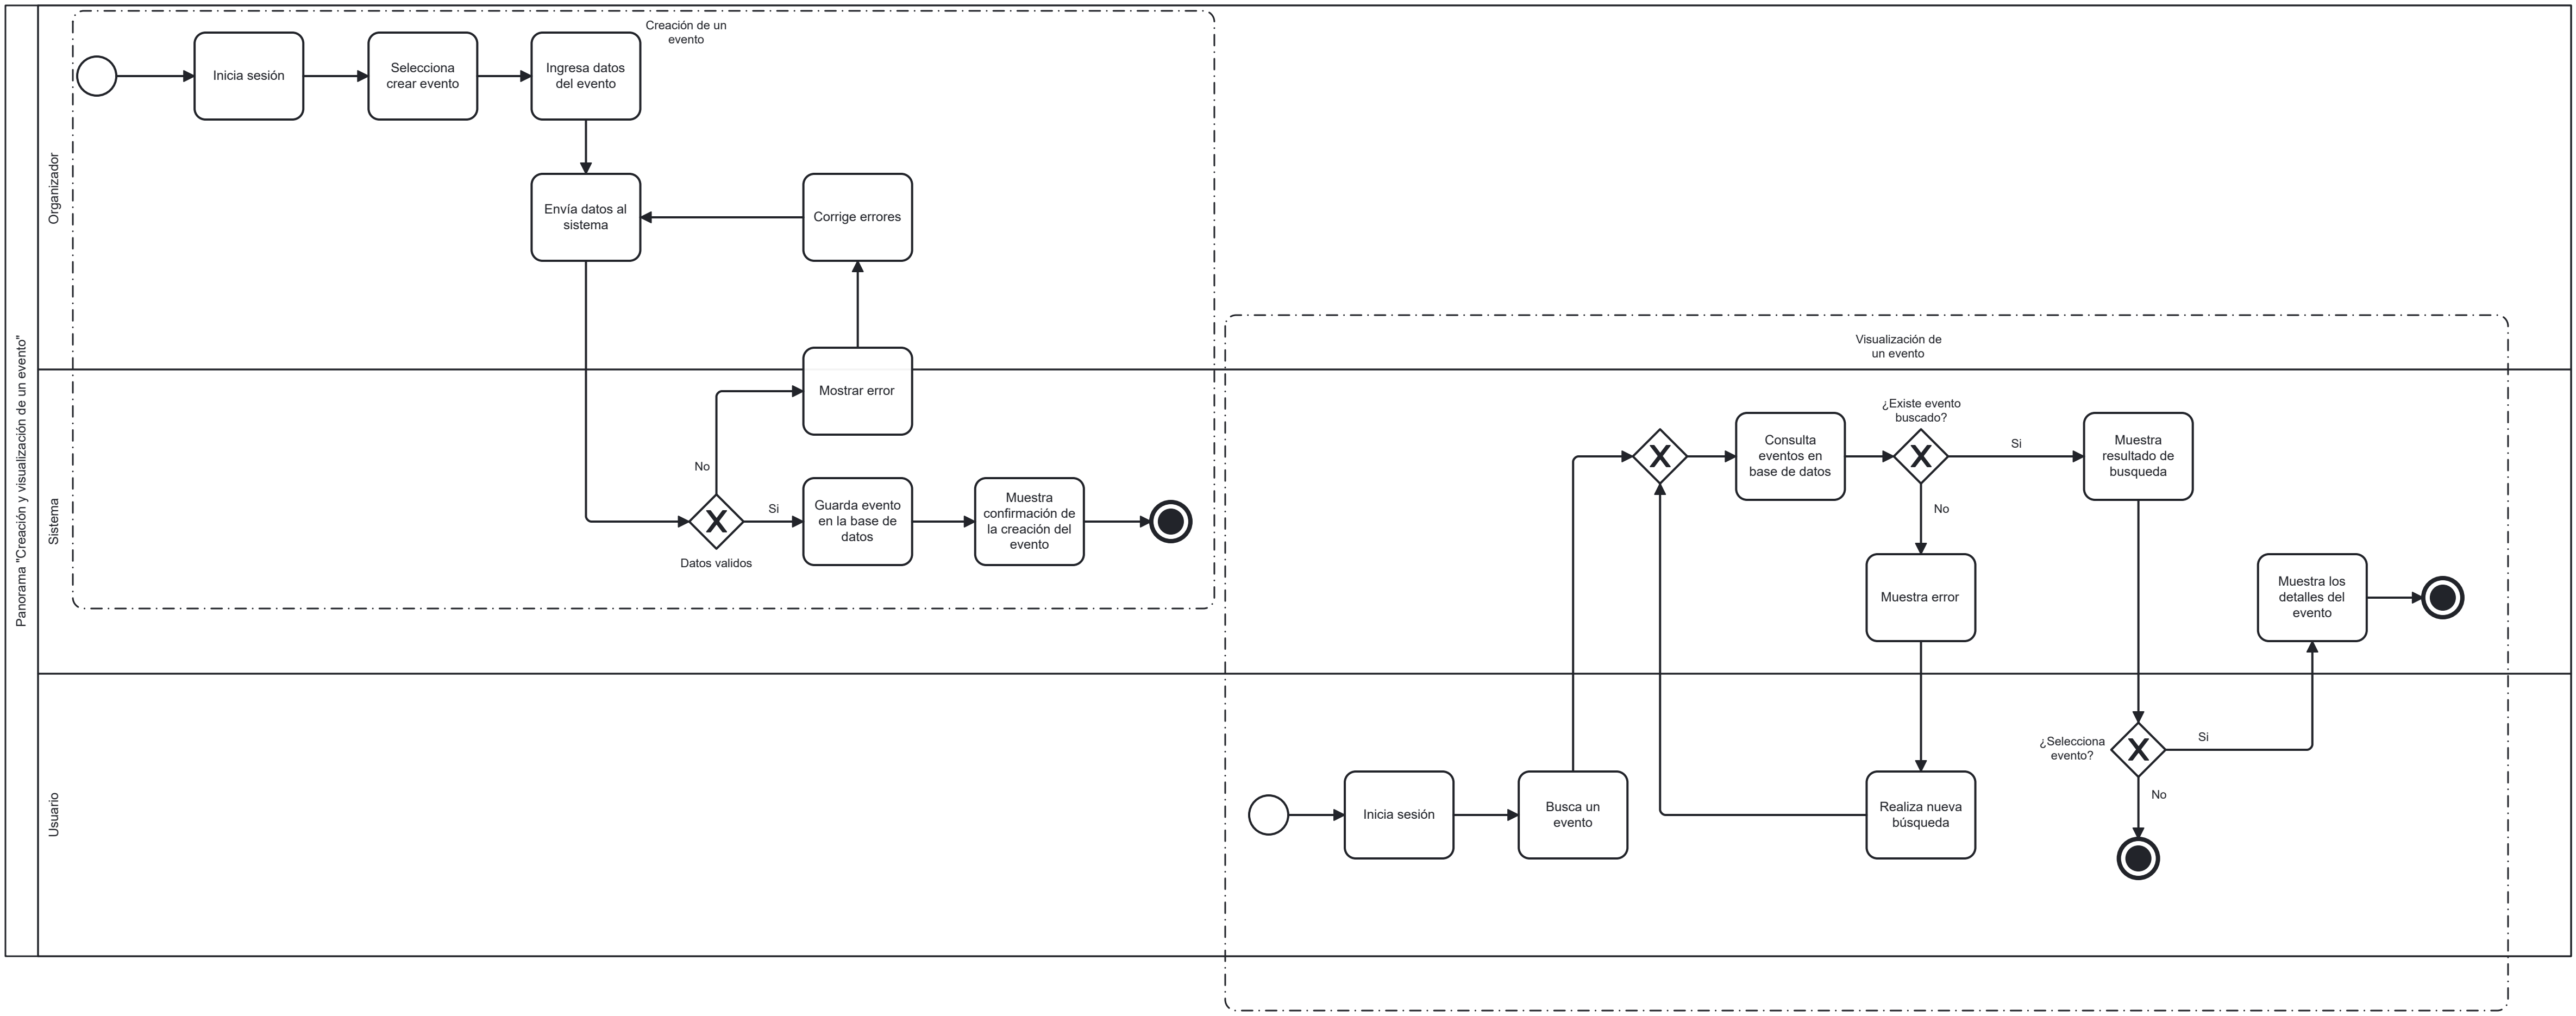 Panorama "Creación y visualización de un evento"
Organizador
Creación de un
evento
Inicia sesión
Selecciona
crear evento
Ingresa datos
del evento
Envía datos al
sistema
Corrige errores
Sistema
Mostrar error
No
Si
Datos validos
Guarda evento
en la base de
datos
Muestra
confirmación de
la creación del
evento
Visualización de
un evento
Consulta
eventos en
base de datos
¿Existe evento
buscado?
Si
Muestra
resultado de
busqueda
No
Muestra error
Muestra los
detalles del
evento
Usuario
Inicia sesión
Busca un
evento
Realiza nueva
búsqueda
¿Selecciona
evento?
Si
No